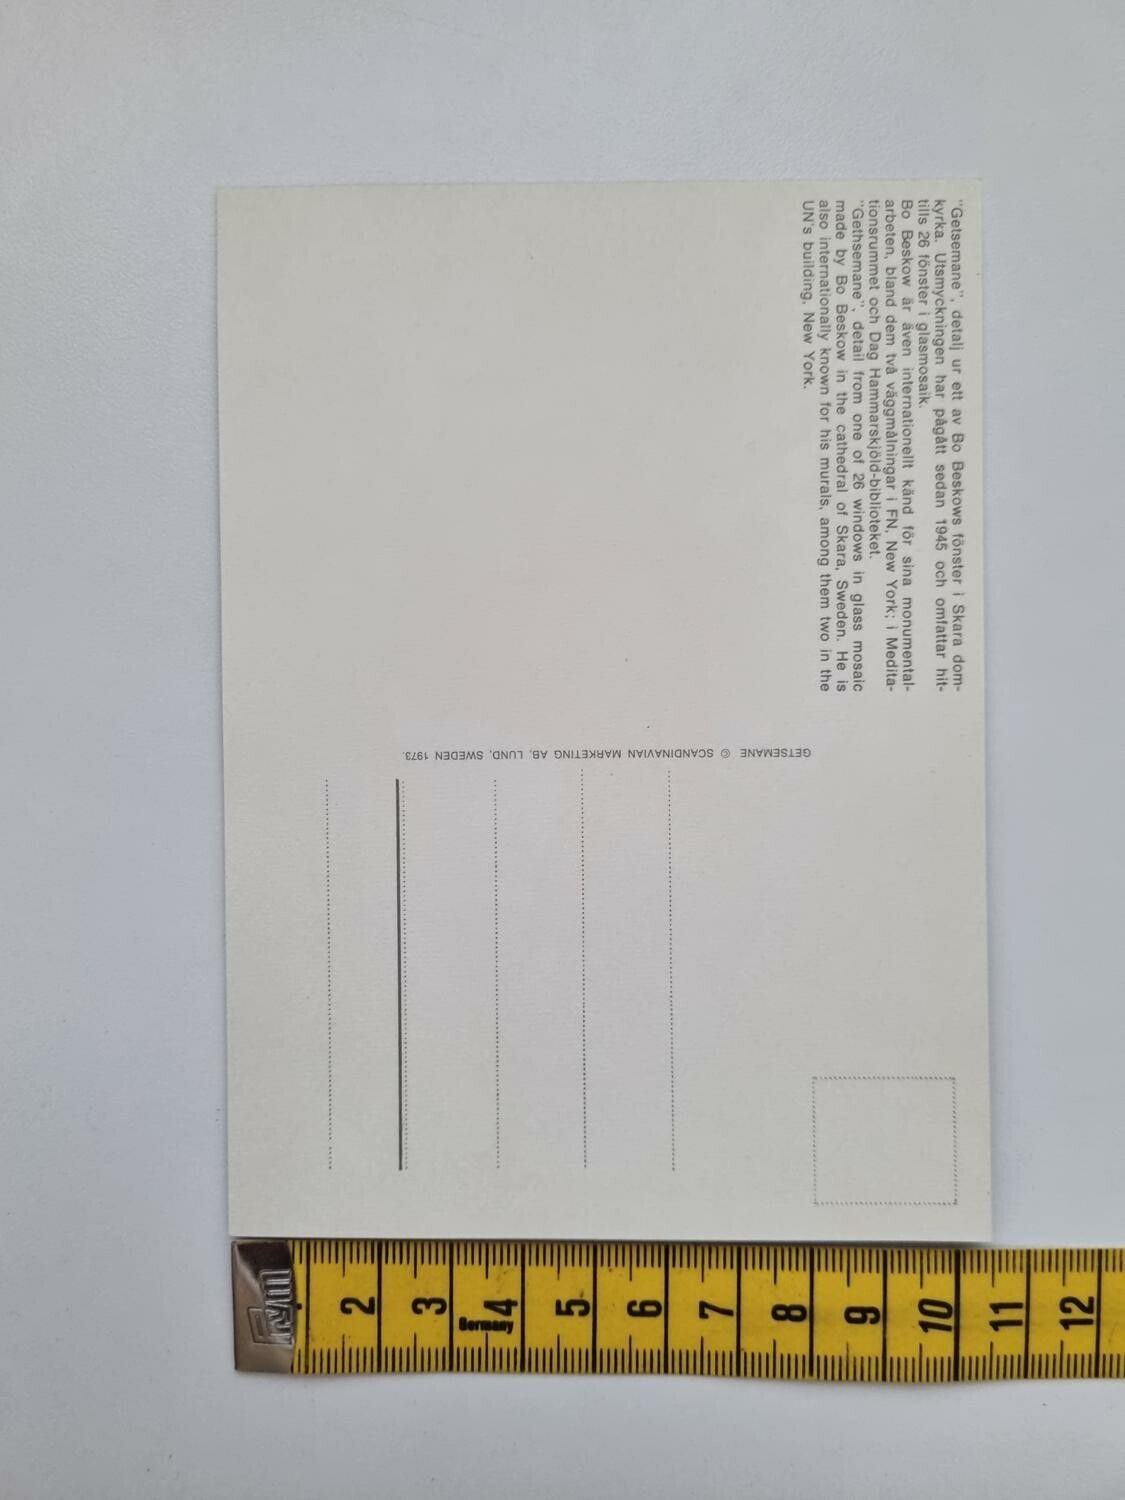 "Getsemane", detalj ur ett av Bo Beskows fönster i Skara dom-
kyrka. Utsmyckningen har pågått sedan 1945 och omfattar hit-
tills 26 fönster i glasmosaik.
Bo Beskow är även internationellt känd för sina monumental-
arbeten, bland dem två väggmålningar i FN, New York; i Medita-
tionsrummet och Dag Hammarskjöld-biblioteket.
"Gethsemane", detail from one of 26 windows in glass mosaic
made by Bo Beskow in the cathedral of Skara, Sweden. He is
also internationally known for his murals, among them two in the
UN's building, New York.
GETSEMANE © SCANDINAVIAN MARKETING AB, LUND, SWEDEN 1973.
Prym 2 3 4 5 6 7 8 9 10 11 12
Germany